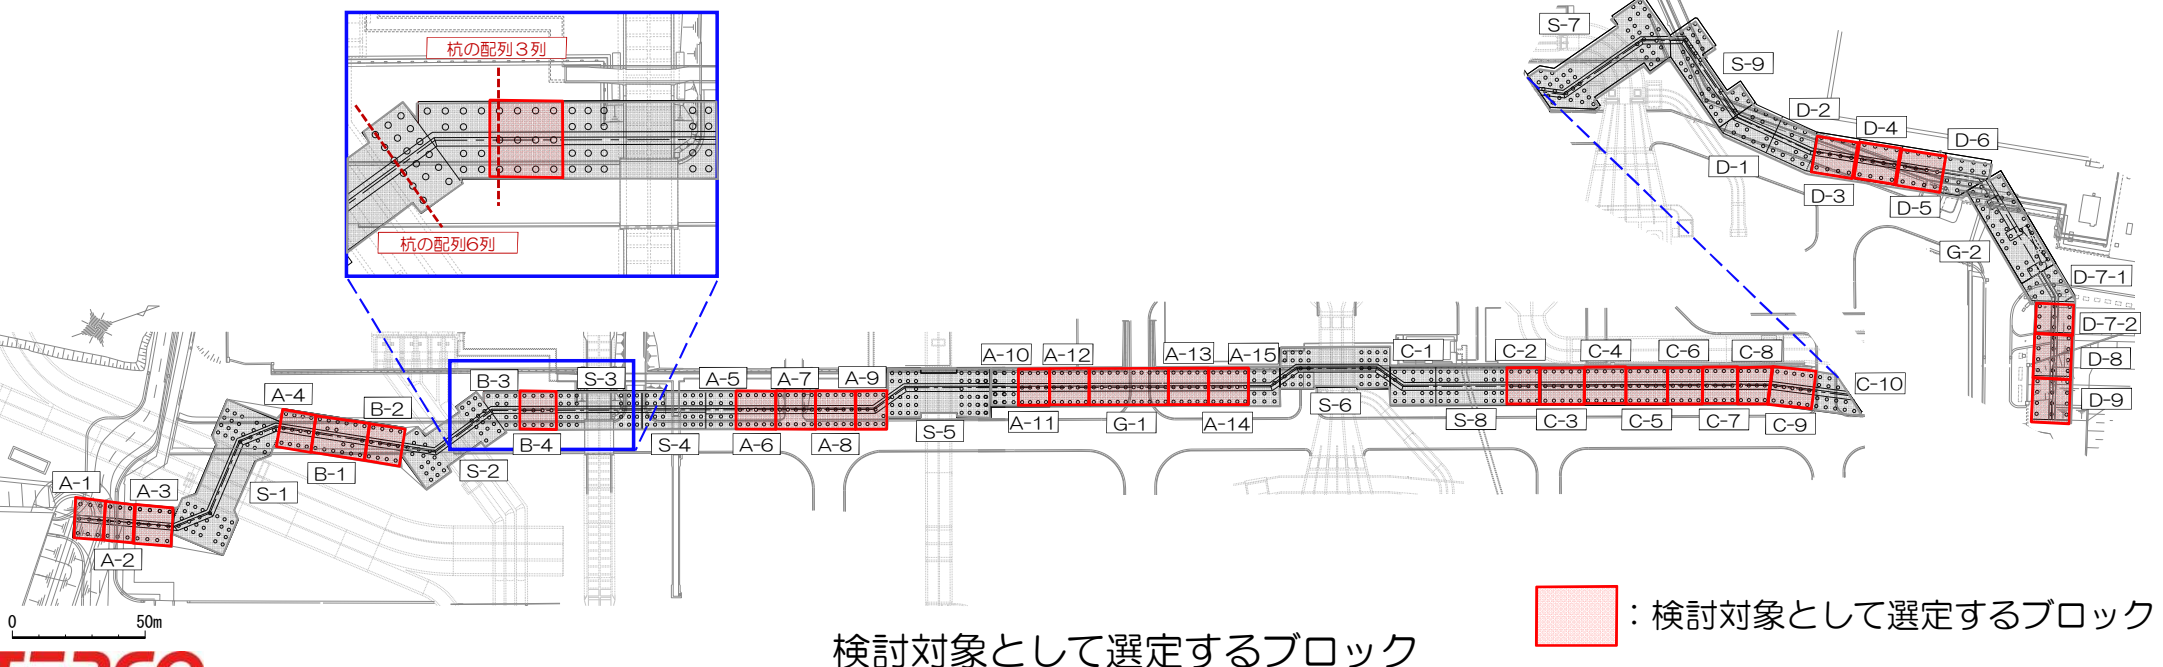 杭の配列３列
杭の配列6列
S-7
S-9
D-2
D-4
D-6
D-1
D-3
D-5
G-2
D-7-1
D-7-2
D-8
D-9
A-10
A-12
A-13
A-15
C-1
C-2
C-4
C-6
C-8
C-10
B-3
S-3
A-5
A-7
A-9
A-4
B-2
A-11
G-1
A-14
S-6
S-8
C-3
C-5
C-7
C-9
B-4
S-4
A-6
A-8
S-5
B-1
S-2
A-1
A-3
S-1
A-2
0 50m
：検討対象として選定するブロック
検討対象として選定するブロック
TEPCO